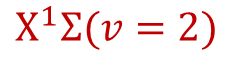 X¹Σ(v = 2)